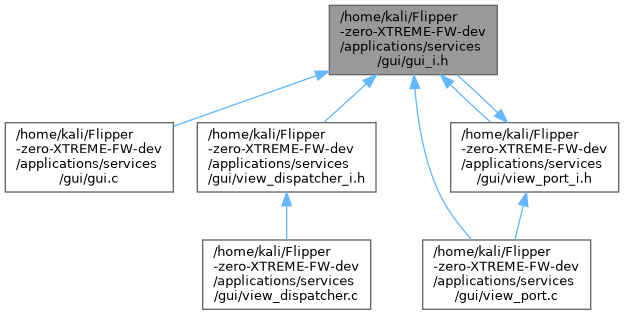 /home/kali/Flipper
-zero-XTREME-FW-dev
/applications/services
/gui/gui_i.h
/home/kali/Flipper
-zero-XTREME-FW-dev
/applications/services
/gui/gui.c
/home/kali/Flipper
-zero-XTREME-FW-dev
/applications/services
/gui/view_dispatcher_i.h
/home/kali/Flipper
-zero-XTREME-FW-dev
/applications/services
/gui/view_port_i.h
/home/kali/Flipper
-zero-XTREME-FW-dev
/applications/services
/gui/view_dispatcher.c
/home/kali/Flipper
-zero-XTREME-FW-dev
/applications/services
/gui/view_port.c